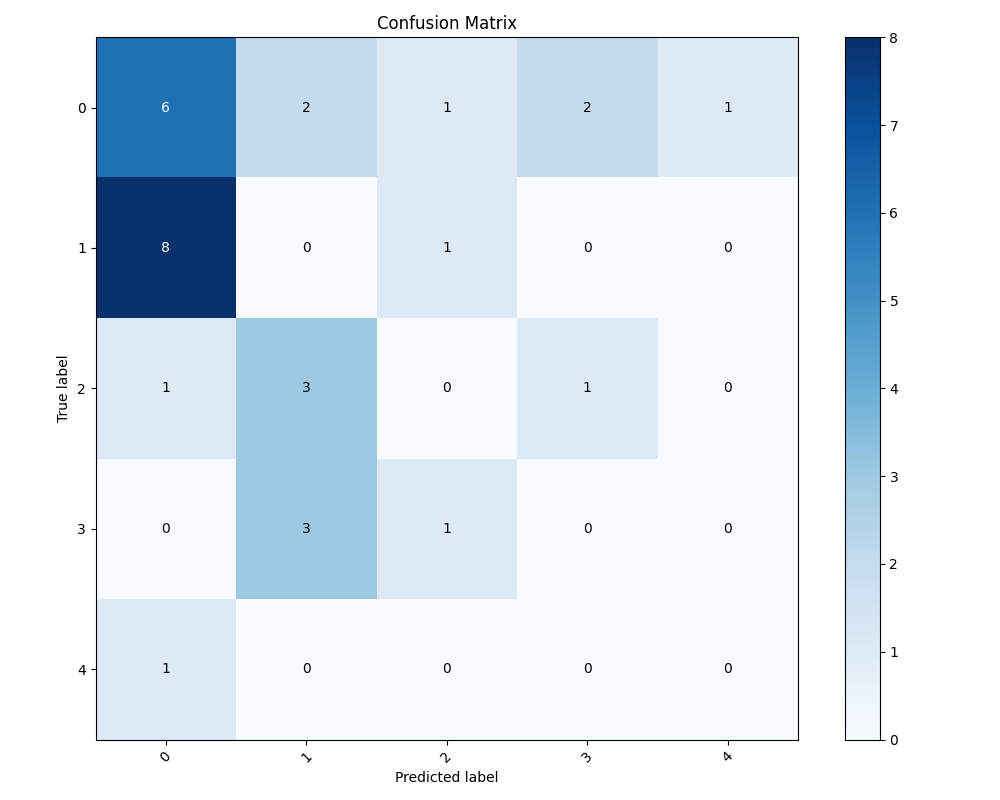 Confusion Matrix
0 6 2 1 2 1
1 8 0 1 0 0
2 1 3 0 1 0
3 0 3 1 0 0
4 1 0 0 0 0
0 1 2 3 4
Predicted label
True label
8
7
6
5
4
3
2
1
0